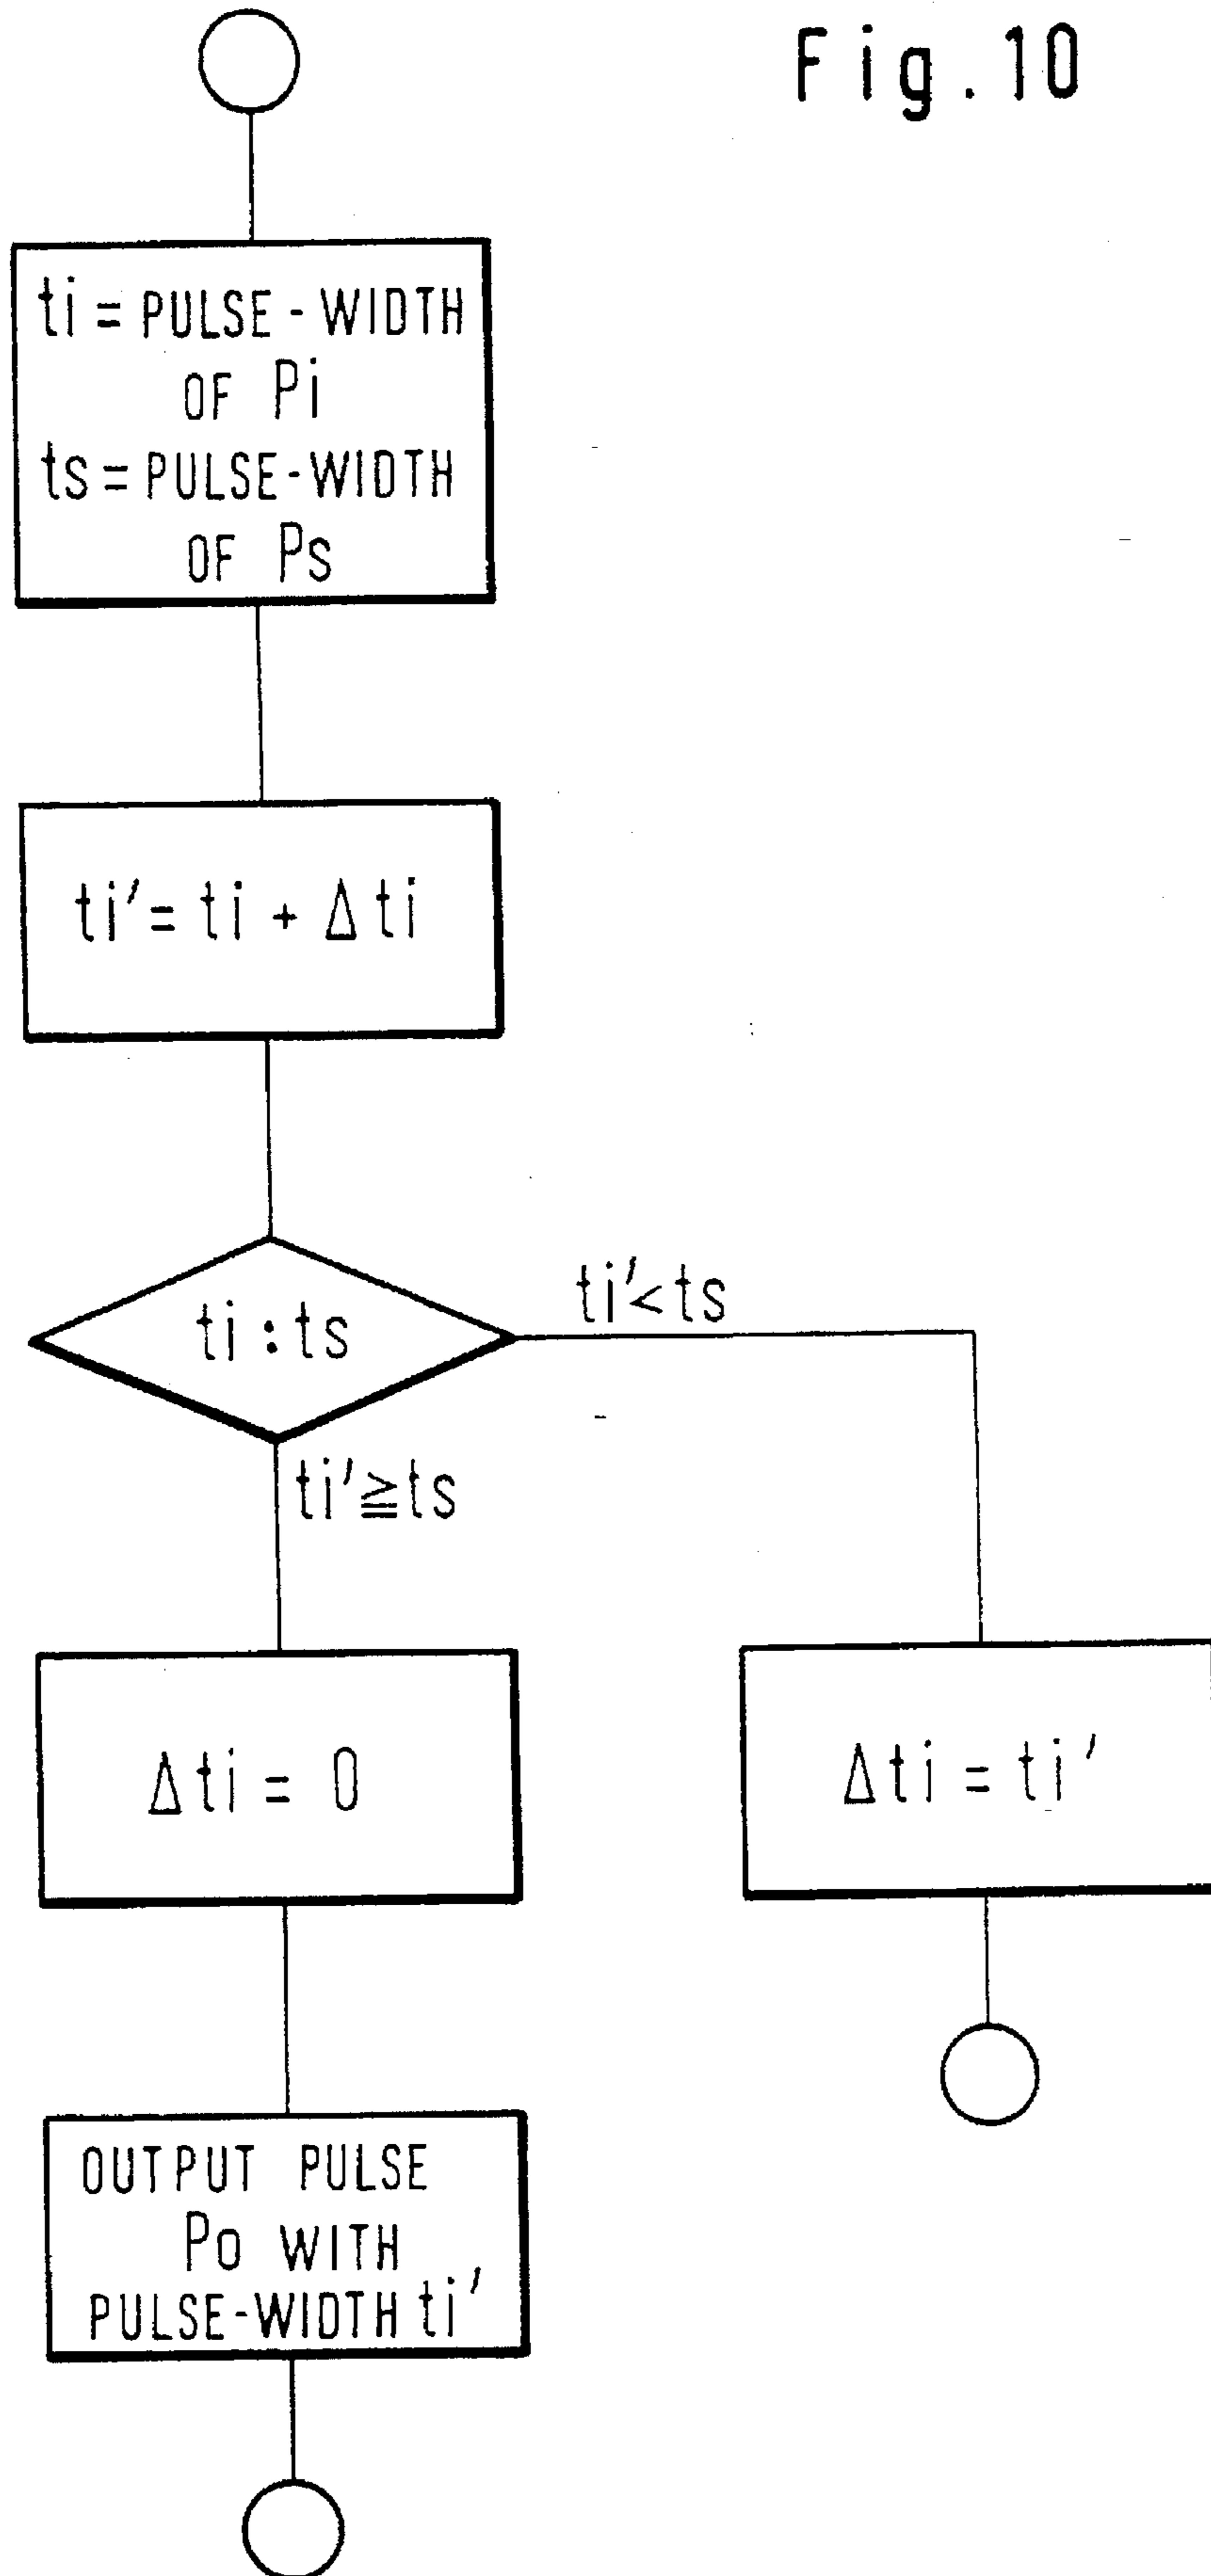 Fig.10
ti = PULSE-WIDTH
OF Pi
ts = PULSE-WIDTH
OF Ps
ti′ = ti + Δti
ti : ts
ti′<ts
ti′≧ts
Δti = 0
Δti = ti′
OUTPUT PULSE
Po WITH
PULSE-WIDTH ti′